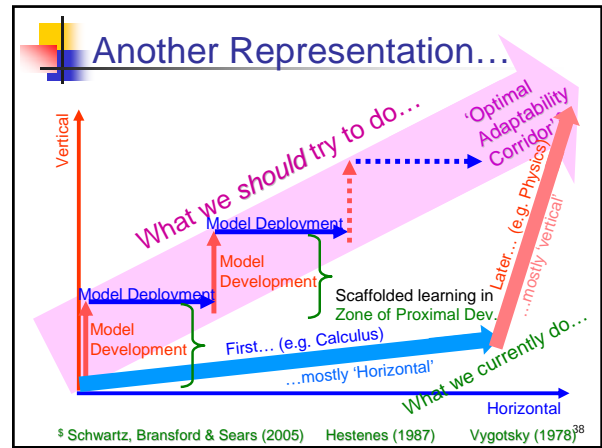 Another Representation…
Vertical
What we should try to do…
'Optimal
Adaptability
Corridor'$
Model Deployment
Model
Development
Model Deployment
Model
Development
Scaffolded learning in
Zone of Proximal Dev.
First… (e.g. Calculus)
…mostly 'Horizontal'
Later… (e.g. Physics)
…mostly 'vertical'
What we currently do…
Horizontal
$ Schwartz, Bransford & Sears (2005) Hestenes (1987) Vygotsky (1978)
38